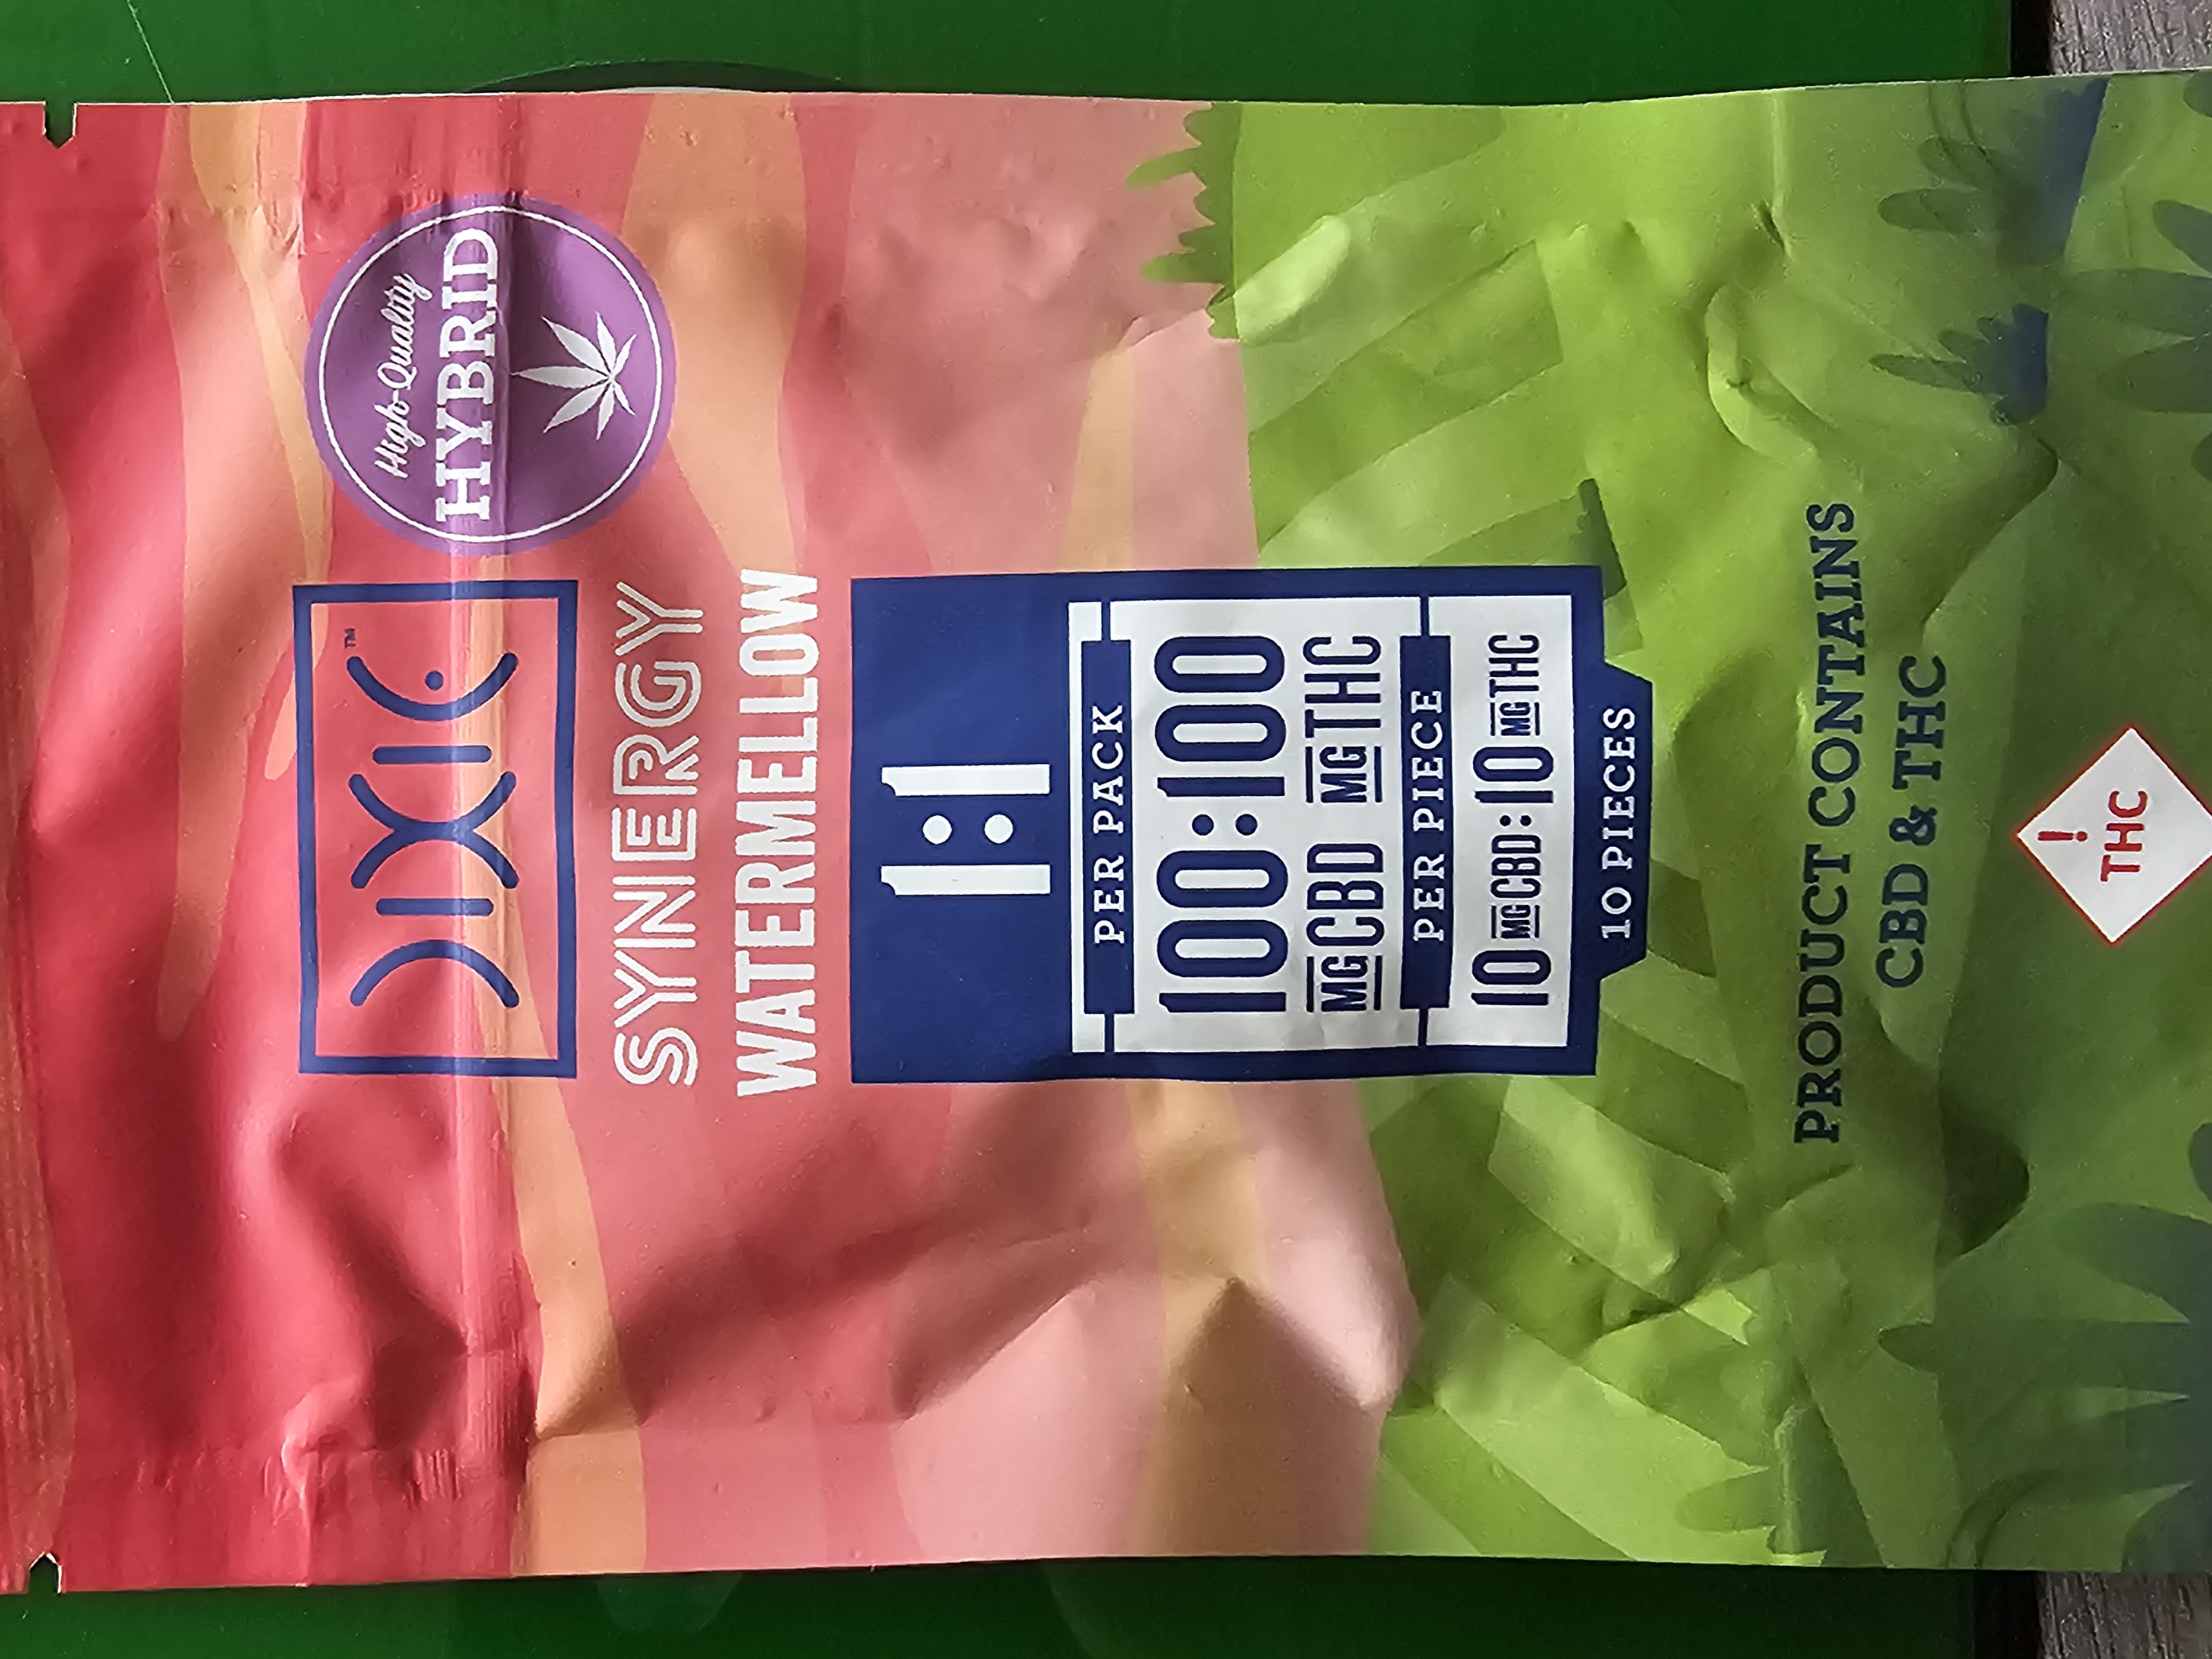 High-Quality
HYBRID
DIXIE™
SYNERGY
WATERMELLOW
1:1
PER PACK
100:100
MG CBD MG THC
PER PIECE
10 MG CBD:10 MG THC
10 PIECES
PRODUCT CONTAINS
CBD & THC
!
THC